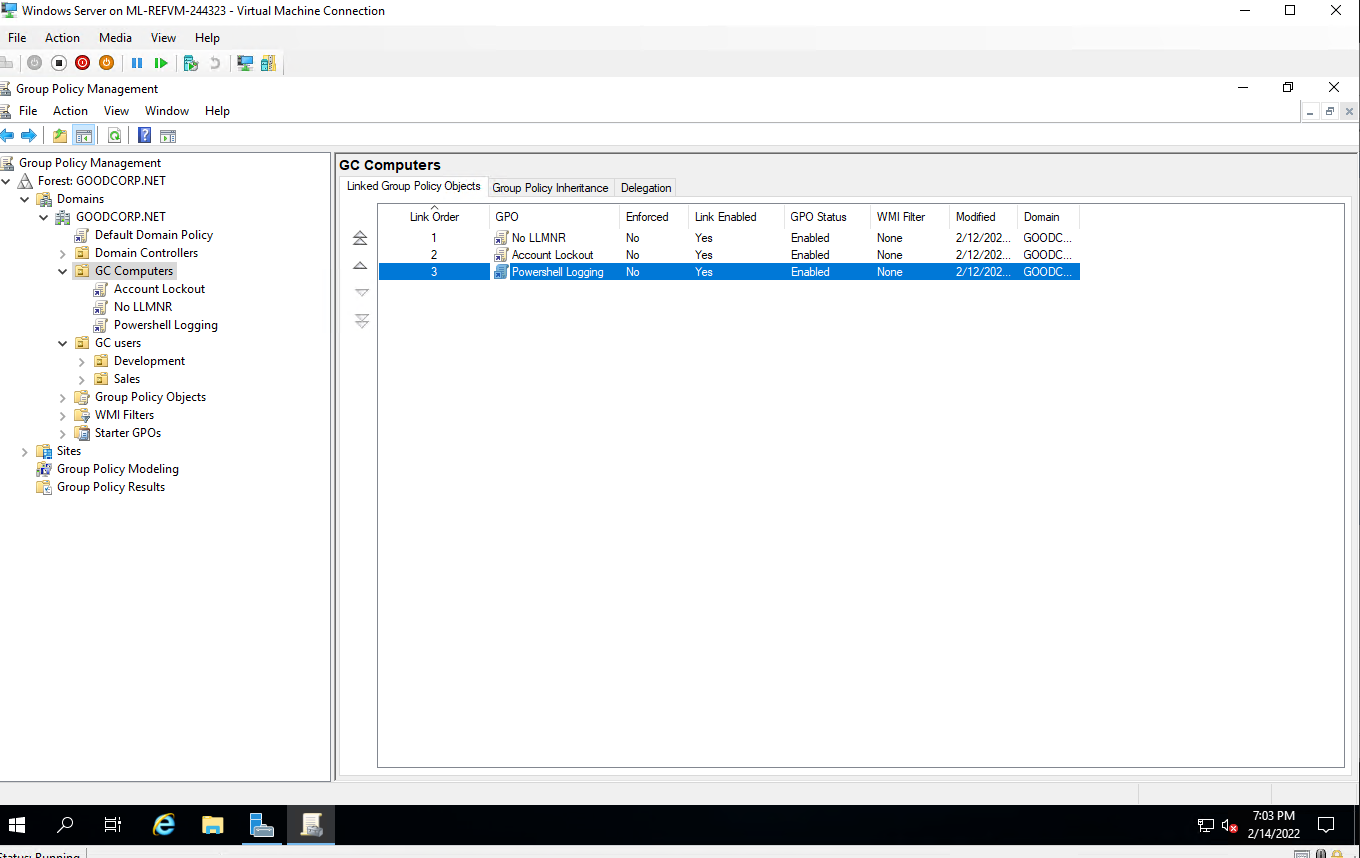 Windows Server on ML-REFVM-244323 - Virtual Machine Connection
File Action Media View Help
Group Policy Management
File Action View Window Help
Group Policy Management
Forest: GOODCORP.NET
Domains
GOODCORP.NET
Default Domain Policy
Domain Controllers
GC Computers
Account Lockout
No LLMNR
Powershell Logging
GC users
Development
Sales
Group Policy Objects
WMI Filters
Starter GPOs
Sites
Group Policy Modeling
Group Policy Results
GC Computers
Linked Group Policy Objects Group Policy Inheritance Delegation
Link Order GPO Enforced Link Enabled GPO Status WMI Filter Modified Domain
1 No LLMNR No Yes Enabled None 2/12/202... GOODC...
2 Account Lockout No Yes Enabled None 2/12/202... GOODC...
3 Powershell Logging No Yes Enabled None 2/12/202... GOODC...
7:03 PM
2/14/2022
Status: Running